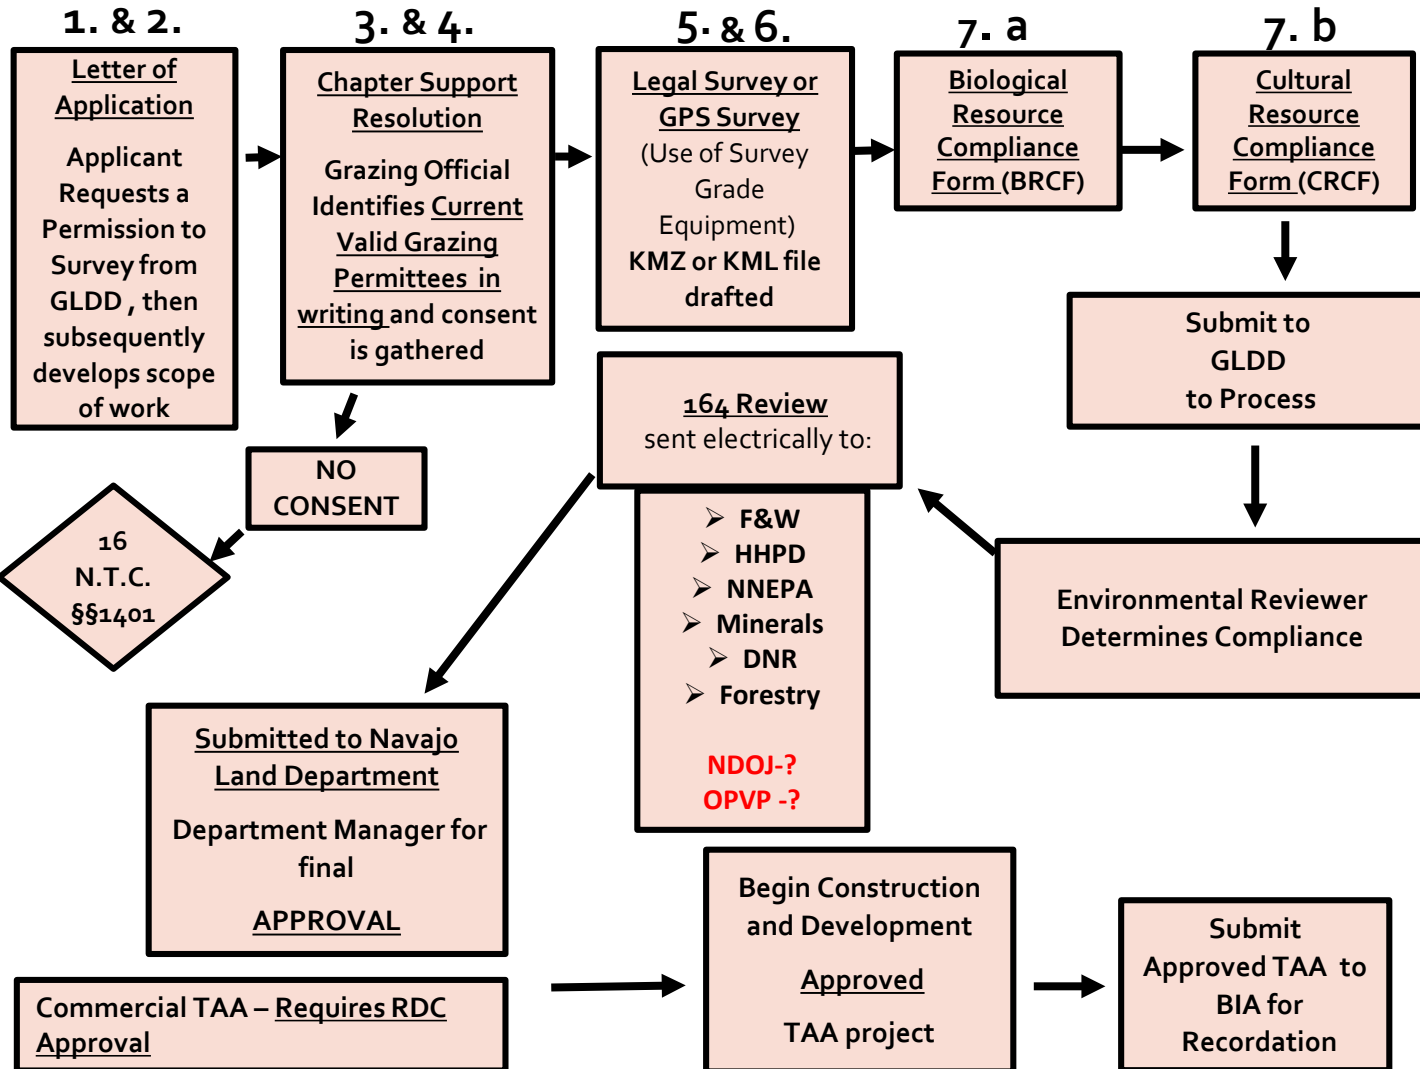 1. & 2.
Letter of
Application
Applicant
Requests a
Permission to
Survey from
GLDD , then
subsequently
develops scope
of work
3. & 4.
Chapter Support
Resolution
Grazing Official
Identifies Current
Valid Grazing
Permittees in
writing and consent
is gathered
5. & 6.
Legal Survey or
GPS Survey
(Use of Survey
Grade
Equipment)
KMZ or KML file
drafted
7. a
Biological
Resource
Compliance
Form (BRCF)
7. b
Cultural
Resource
Compliance
Form (CRCF)
Submit to
GLDD
to Process
Environmental Reviewer
Determines Compliance
164 Review
sent electrically to:
➢ F&W
➢ HHPD
➢ NNEPA
➢ Minerals
➢ DNR
➢ Forestry
NDOJ-?
OPVP -?
NO
CONSENT
16
N.T.C.
§§1401
Submitted to Navajo
Land Department
Department Manager for
final
APPROVAL
Commercial TAA – Requires RDC
Approval
Begin Construction
and Development
Approved
TAA project
Submit
Approved TAA to
BIA for
Recordation